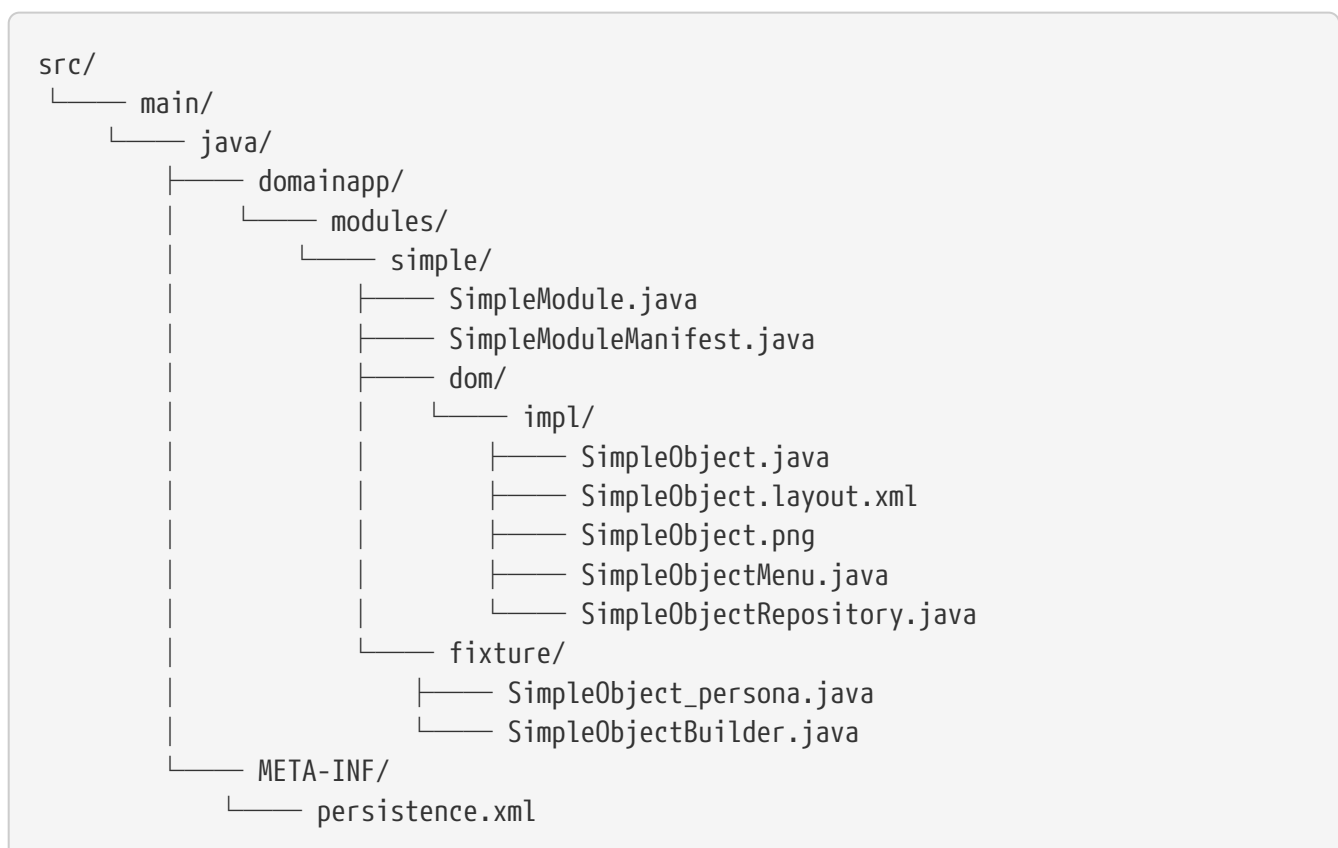 src/
└──── main/
    └──── java/
        ├──── domainapp/
        │    └──── modules/
        │        └──── simple/
        │            ├──── SimpleModule.java
        │            ├──── SimpleModuleManifest.java
        │            ├──── dom/
        │            │    └──── impl/
        │            │        ├──── SimpleObject.java
        │            │        ├──── SimpleObject.layout.xml
        │            │        ├──── SimpleObject.png
        │            │        ├──── SimpleObjectMenu.java
        │            │        └──── SimpleObjectRepository.java
        │            └──── fixture/
        │                ├──── SimpleObject_persona.java
        │                └──── SimpleObjectBuilder.java
        └──── META-INF/
            └──── persistence.xml